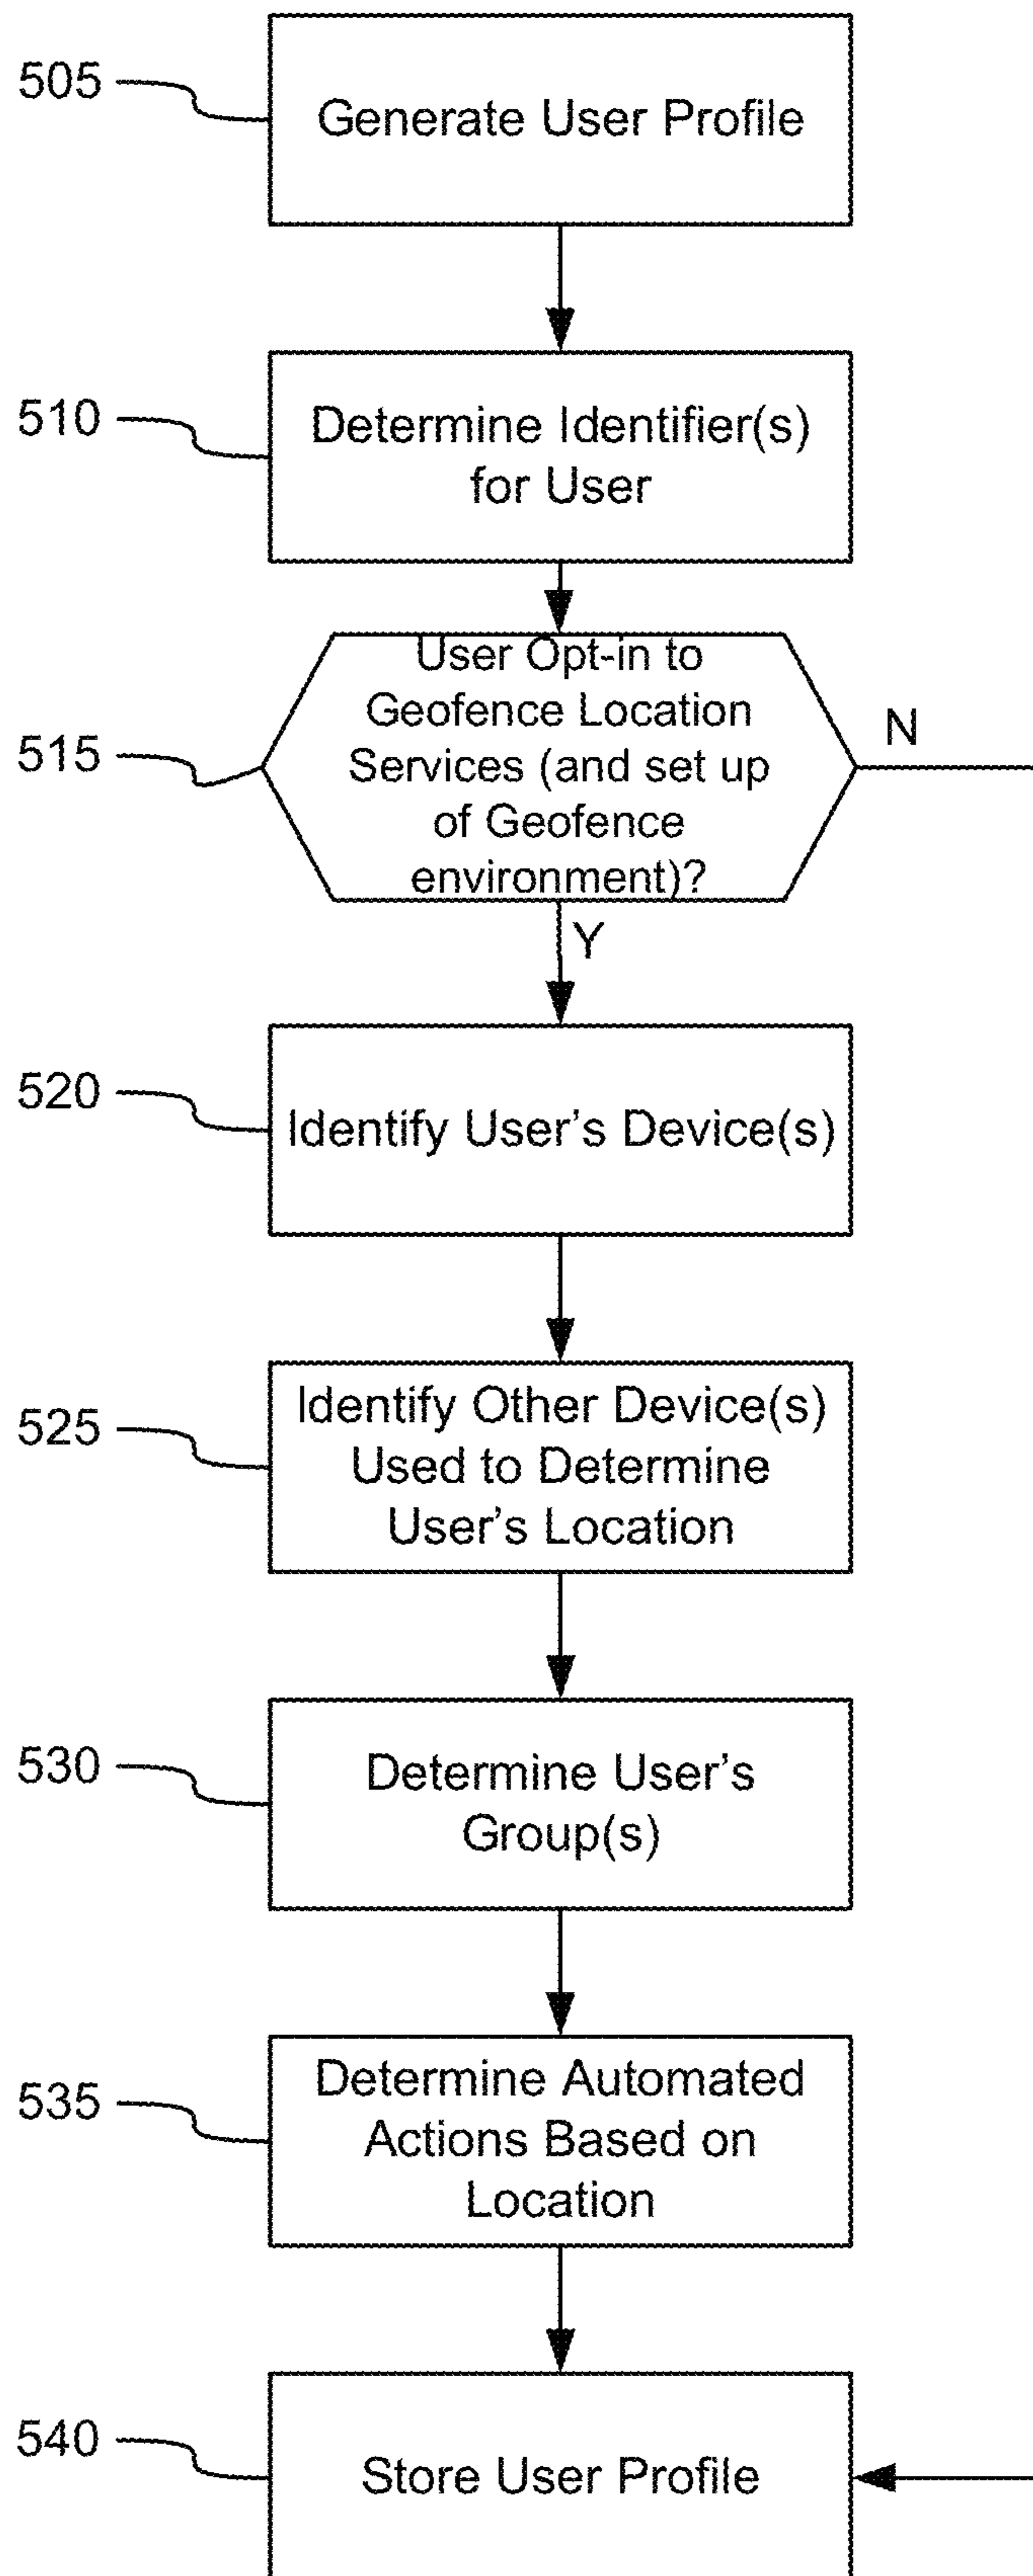 505
Generate User Profile
510
Determine Identifier(s)
for User
515
User Opt-in to
Geofence Location
Services (and set up
of Geofence
environment)?
N
Y
520
Identify User's Device(s)
525
Identify Other Device(s)
Used to Determine
User's Location
530
Determine User's
Group(s)
535
Determine Automated
Actions Based on
Location
540
Store User Profile